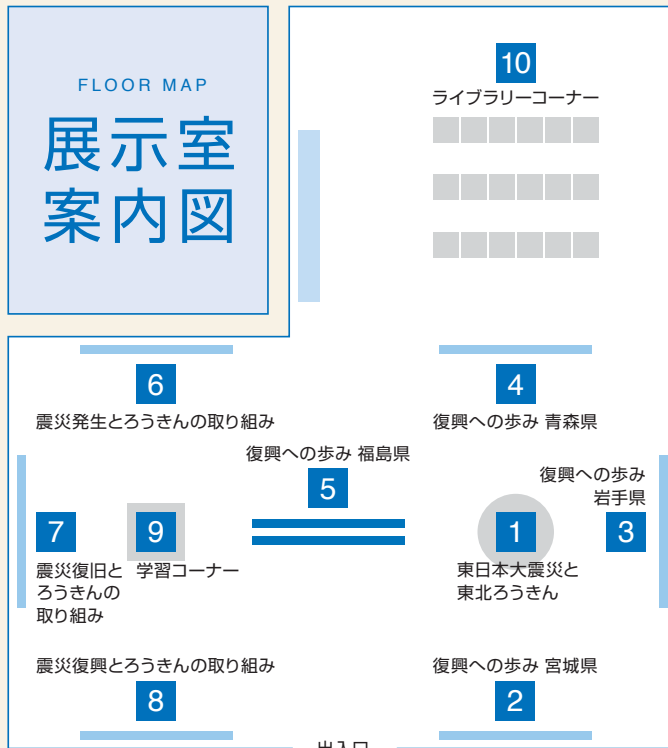 FLOOR MAP
展示室
案内図
10
ライブラリーコーナー
6
震災発生とろうきんの取り組み
4
復興への歩み 青森県
復興への歩み 福島県
5
復興への歩み
岩手県
3
7
震災復旧と
ろうきんの
取り組み
9
学習コーナー
1
東日本大震災と
東北ろうきん
震災復興とろうきんの取り組み
8
復興への歩み 宮城県
2
出入口